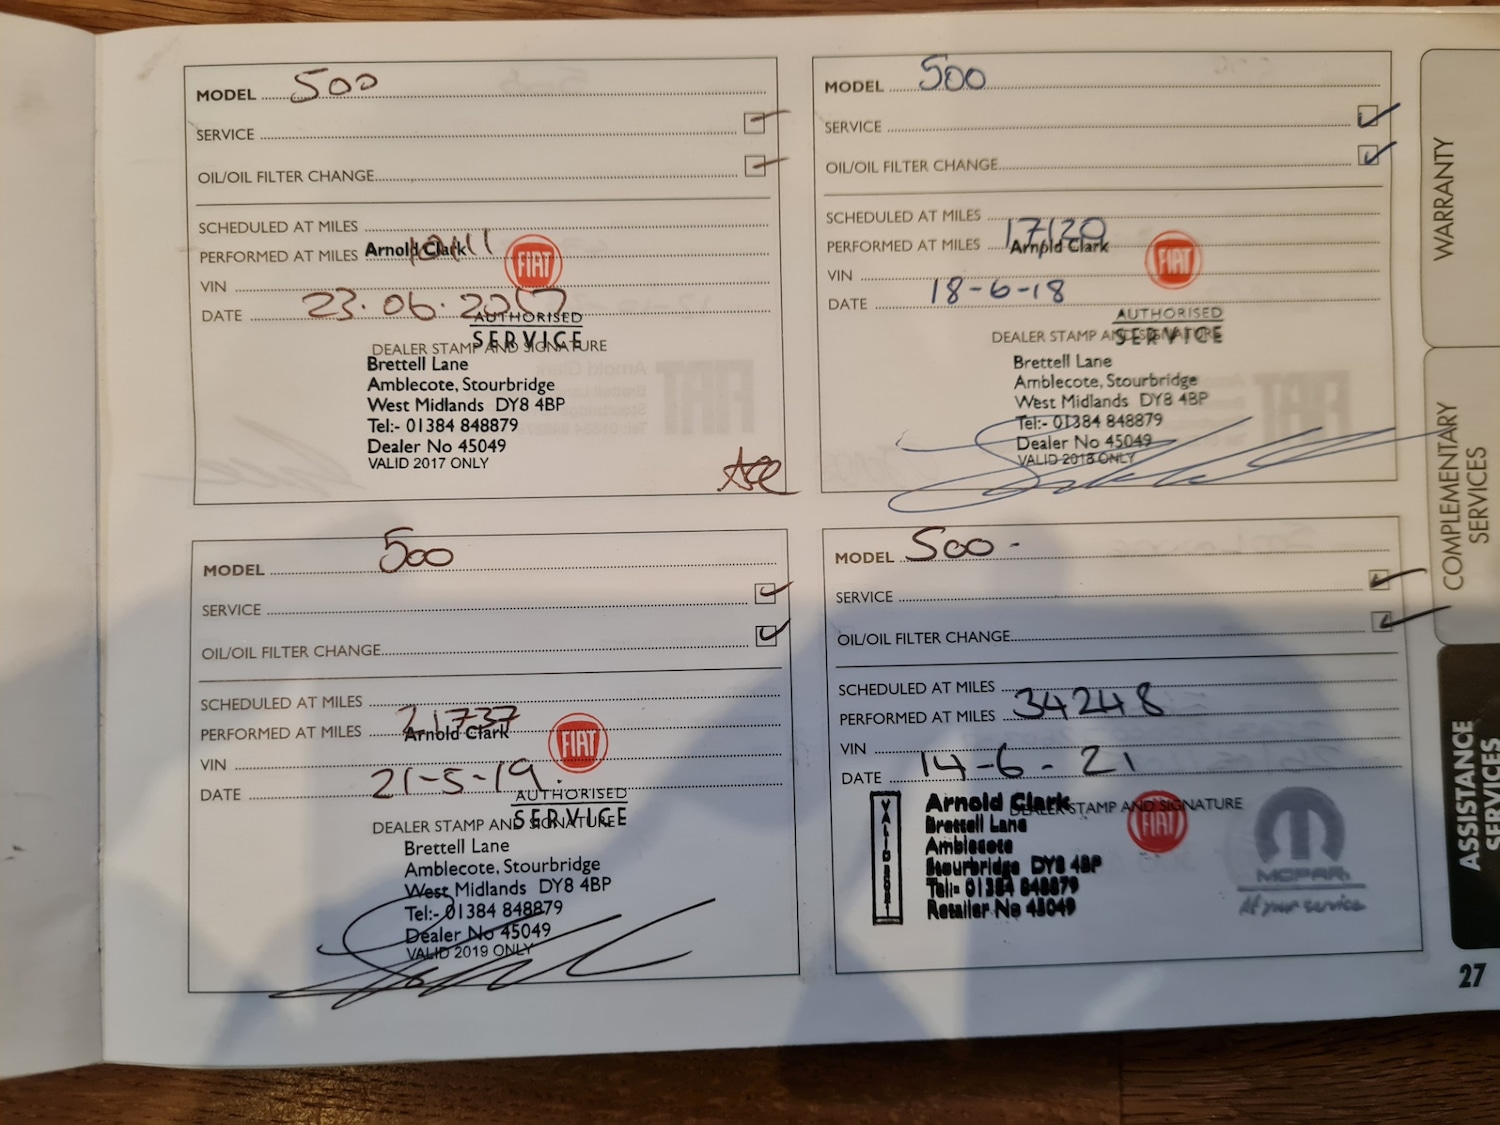 MODEL 500
SERVICE
OIL/OIL FILTER CHANGE
SCHEDULED AT MILES
PERFORMED AT MILES Arnold Clark
FIAT
VIN
DATE 23.06.2017
AUTHORISED
SERVICE
DEALER STAMP AND SIGNATURE
Brettell Lane
Amblecote, Stourbridge
West Midlands DY8 4BP
Tel:- 01384 848879
Dealer No 45049
VALID 2017 ONLY
MODEL 500
SERVICE
OIL/OIL FILTER CHANGE
SCHEDULED AT MILES
PERFORMED AT MILES 17120
Arnold Clark
FIAT
VIN
DATE 18-6-18
AUTHORISED
SERVICE
DEALER STAMP AND SIGNATURE
Brettell Lane
Amblecote, Stourbridge
West Midlands DY8 4BP
Tel:- 01384 848879
Dealer No 45049
VALID 2018 ONLY
MODEL 500
SERVICE
OIL/OIL FILTER CHANGE
SCHEDULED AT MILES
PERFORMED AT MILES 21737
Arnold Clark
FIAT
VIN
DATE 21-5-19.
AUTHORISED
SERVICE
DEALER STAMP AND SIGNATURE
Brettell Lane
Amblecote, Stourbridge
West Midlands DY8 4BP
Tel:- 01384 848879
Dealer No 45049
VALID 2019 ONLY
MODEL 500-
SERVICE
OIL/OIL FILTER CHANGE
SCHEDULED AT MILES
PERFORMED AT MILES 34248
VIN
DATE 14-6-21
DEALER STAMP AND SIGNATURE
Arnold Clark
Brettell Lane
Amblecote
Stourbridge DY8 4BP
Tel:- 01384 848879
Retailer No 45049
FIAT
MOPAR
At your service
WARRANTY
COMPLEMENTARY
SERVICES
ASSISTANCE
SERVICES
27